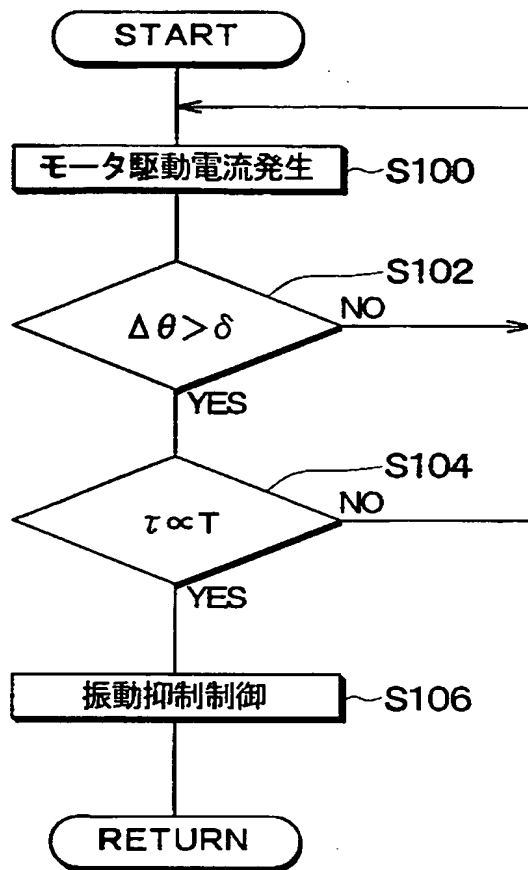 START
モータ駆動電流発生
S100
S102
Δθ>δ
NO
YES
S104
τ∝T
NO
YES
振動抑制制御
S106
RETURN